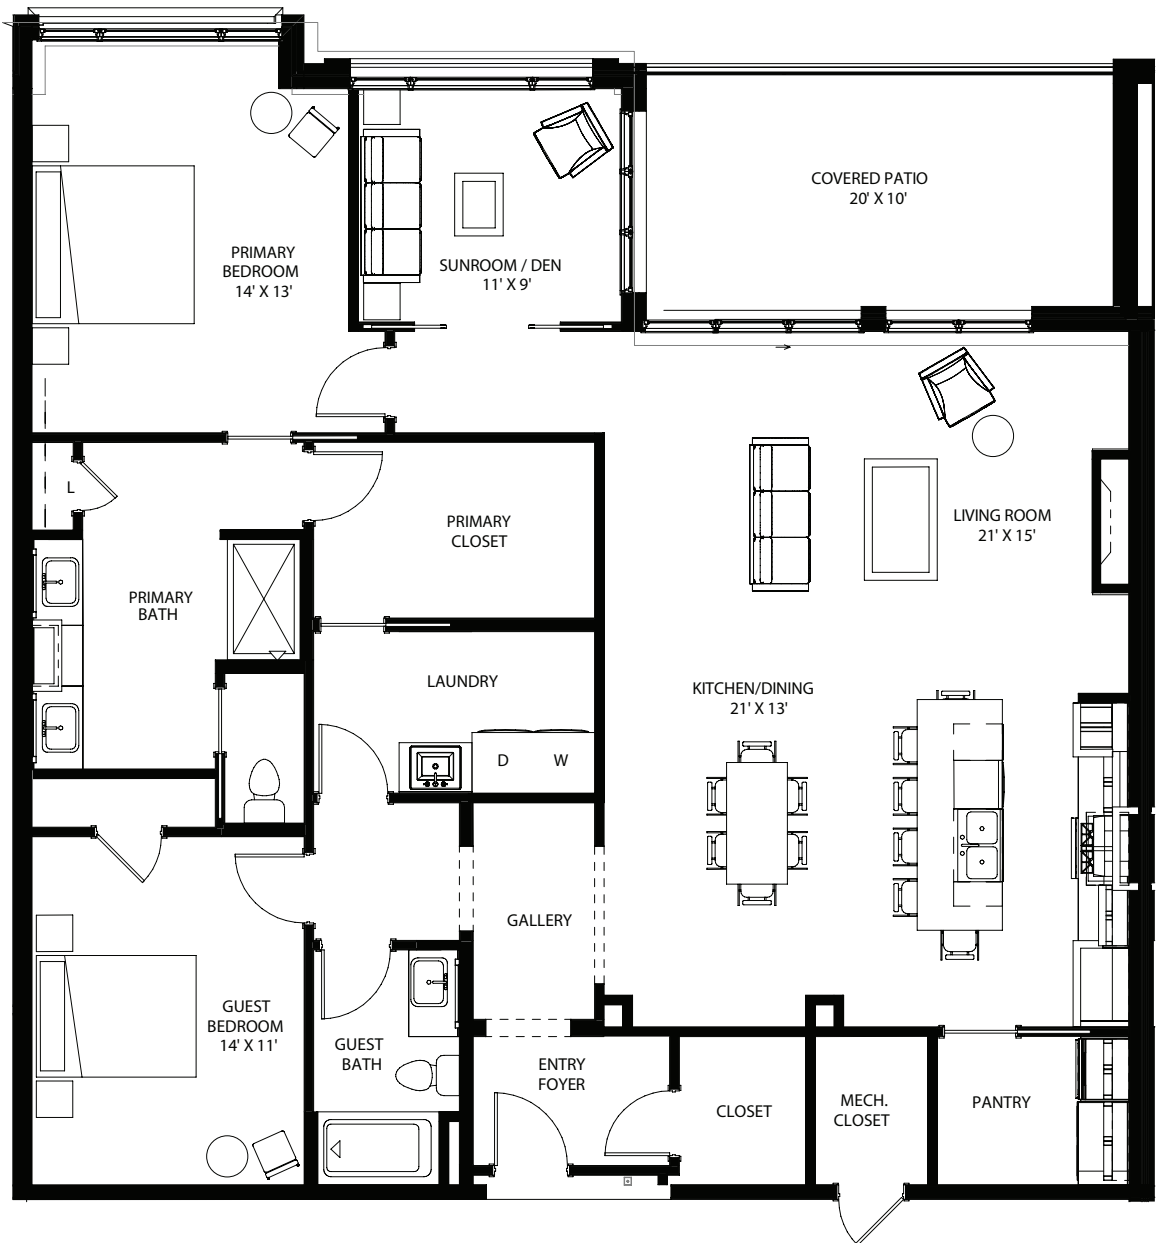 COVERED PATIO
20' X 10'
PRIMARY
BEDROOM
14' X 13'
SUNROOM / DEN
11' X 9'
L
PRIMARY
CLOSET
LIVING ROOM
21' X 15'
PRIMARY
BATH
LAUNDRY
KITCHEN/DINING
21' X 13'
D
W
GALLERY
GUEST
BEDROOM
14' X 11'
GUEST
BATH
ENTRY
FOYER
CLOSET
MECH.
CLOSET
PANTRY